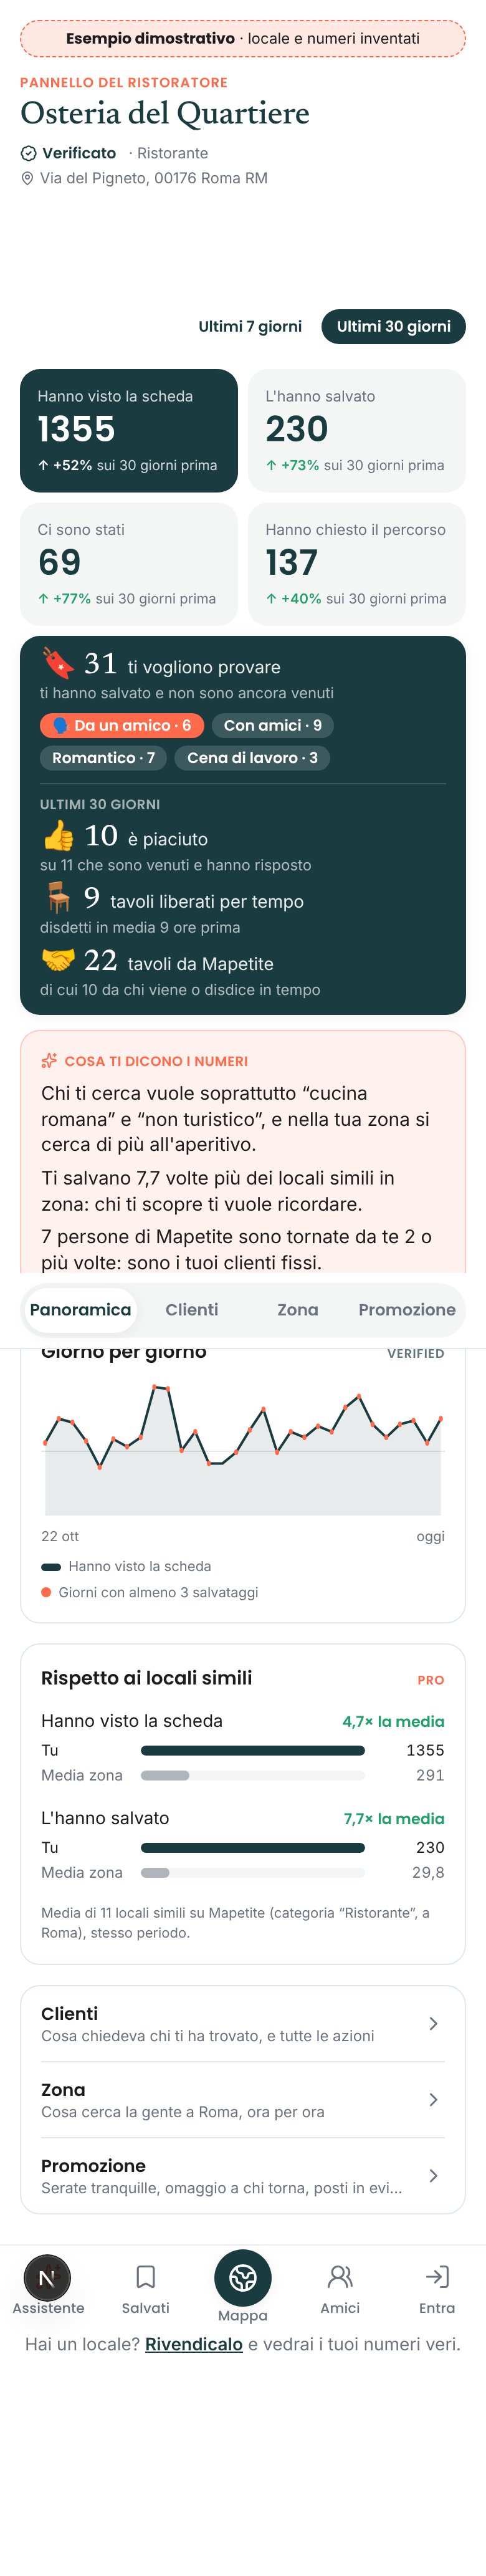 Esempio dimostrativo · locale e numeri inventati
PANNELLO DEL RISTORATORE
Osteria del Quartiere
Verificato · Ristorante
Via del Pigneto, 00176 Roma RM
Ultimi 7 giorni
Ultimi 30 giorni
Hanno visto la scheda
1355
↑ +52% sui 30 giorni prima
L'hanno salvato
230
↑ +73% sui 30 giorni prima
Ci sono stati
69
↑ +77% sui 30 giorni prima
Hanno chiesto il percorso
137
↑ +40% sui 30 giorni prima
31 ti vogliono provare
ti hanno salvato e non sono ancora venuti
Da un amico · 6
Con amici · 9
Romantico · 7
Cena di lavoro · 3
ULTIMI 30 GIORNI
10 è piaciuto
su 11 che sono venuti e hanno risposto
9 tavoli liberati per tempo
disdetti in media 9 ore prima
22 tavoli da Mapetite
di cui 10 da chi viene o disdice in tempo
COSA TI DICONO I NUMERI
Chi ti cerca vuole soprattutto “cucina
romana” e “non turistico”, e nella tua zona si
cerca di più all'aperitivo.
Ti salvano 7,7 volte più dei locali simili in
zona: chi ti scopre ti vuole ricordare.
7 persone di Mapetite sono tornate da te 2 o
più volte: sono i tuoi clienti fissi.
Panoramica
Clienti
Zona
Promozione
Giorno per giorno
VERIFIED
22 ott
oggi
Hanno visto la scheda
Giorni con almeno 3 salvataggi
Rispetto ai locali simili
PRO
Hanno visto la scheda
4,7× la media
Tu
1355
Media zona
291
L'hanno salvato
7,7× la media
Tu
230
Media zona
29,8
Media di 11 locali simili su Mapetite (categoria “Ristorante”, a
Roma), stesso periodo.
Clienti
Cosa chiedeva chi ti ha trovato, e tutte le azioni
Zona
Cosa cerca la gente a Roma, ora per ora
Promozione
Serate tranquille, omaggio a chi torna, posti in evi...
N
Assistente
Salvati
Mappa
Amici
Entra
Hai un locale? Rivendicalo e vedrai i tuoi numeri veri.